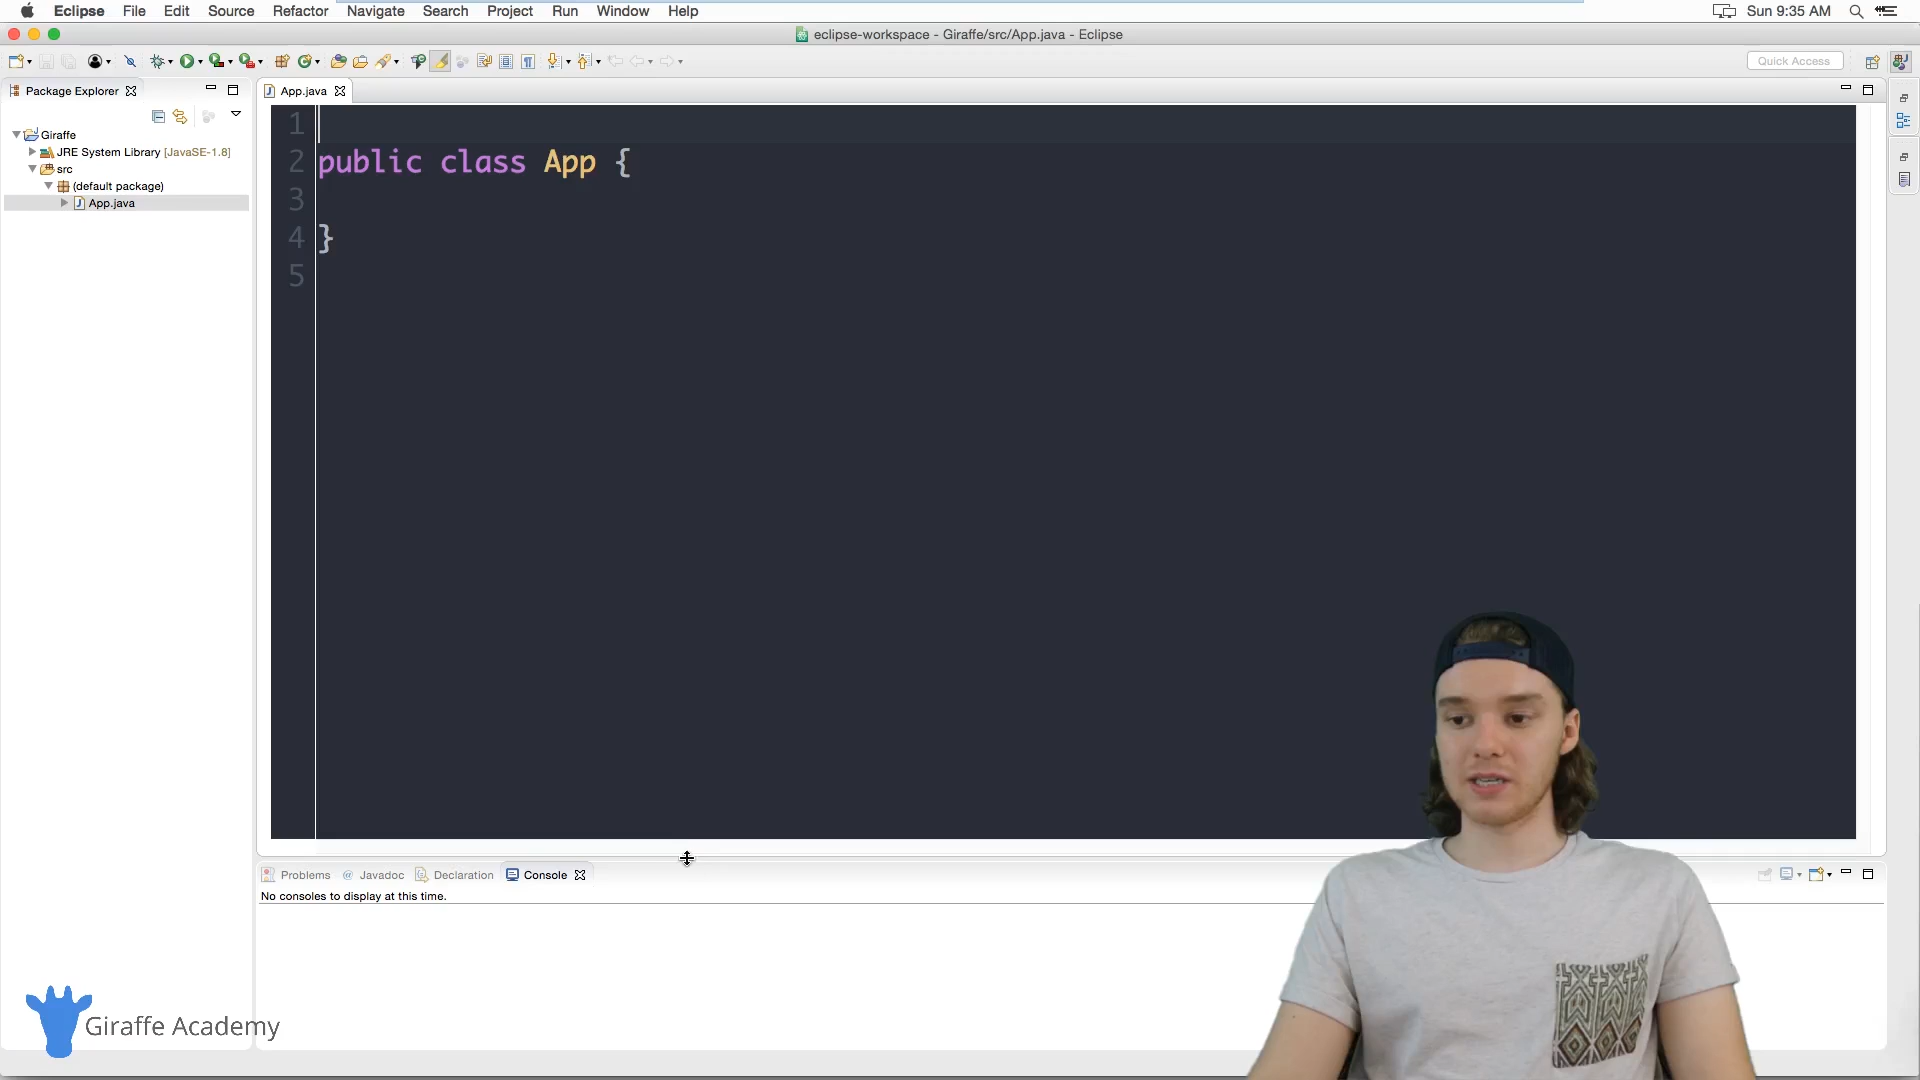 Eclipse File Edit Source Refactor Navigate Search Project Run Window Help Sun 9:35 AM
eclipse-workspace - Giraffe/src/App.java - Eclipse
Quick Access
Package Explorer
App.java
Giraffe
JRE System Library [JavaSE-1.8]
src
(default package)
App.java
1
2 public class App {
3
4 }
5
Problems @ Javadoc Declaration Console
No consoles to display at this time.
Giraffe Academy